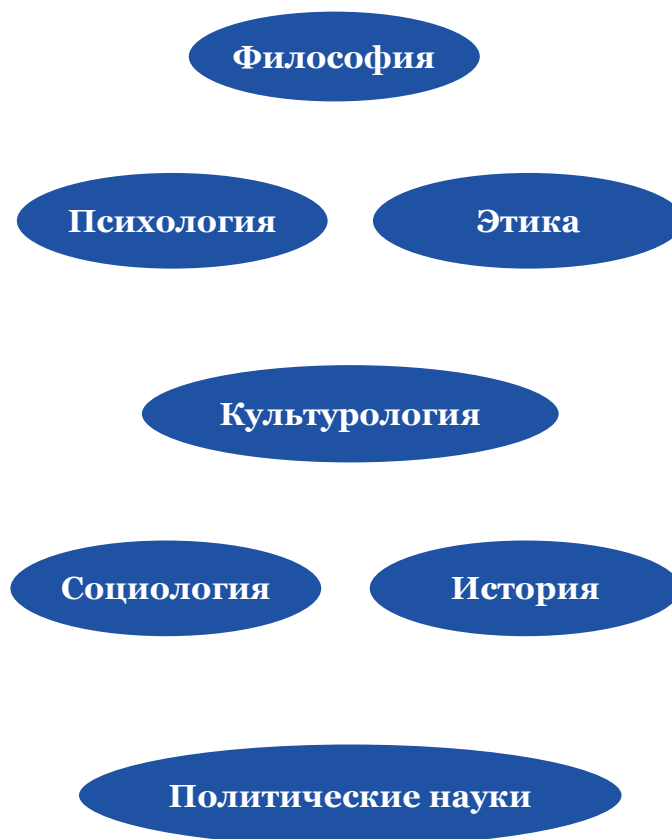 Философия
Психология
Этика
Культурология
Социология
История
Политические науки